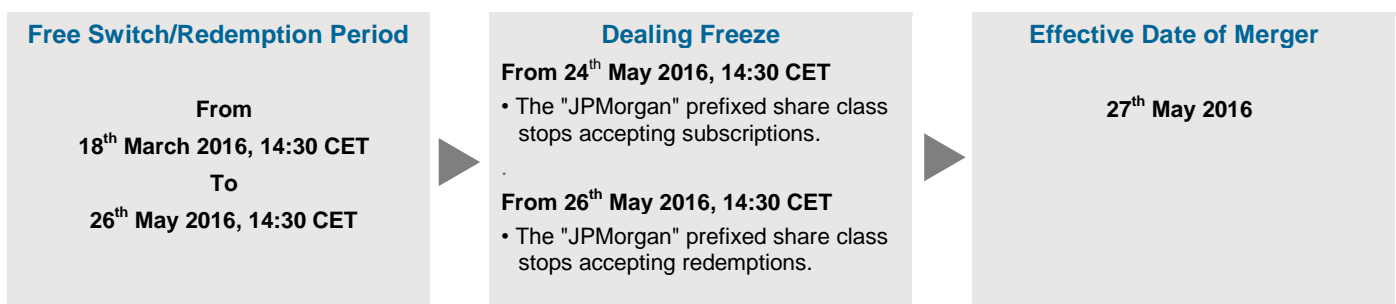 Free Switch/Redemption Period
From
18th March 2016, 14:30 CET
To
26th May 2016, 14:30 CET
Dealing Freeze
From 24th May 2016, 14:30 CET
• The "JPMorgan" prefixed share class
stops accepting subscriptions.
.
From 26th May 2016, 14:30 CET
• The "JPMorgan" prefixed share class
stops accepting redemptions.
Effective Date of Merger
27th May 2016